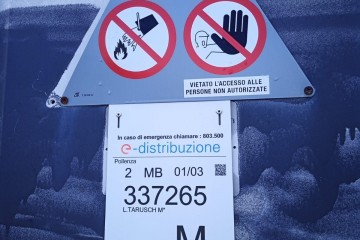 VIETATO L'ACCESSO ALLE
PERSONE NON AUTORIZZATE
In caso di emergenza chiamare : 803.500
e-distribuzione
Pollenza
2 MB 01/03
337265
L.TARUSCH M*
M